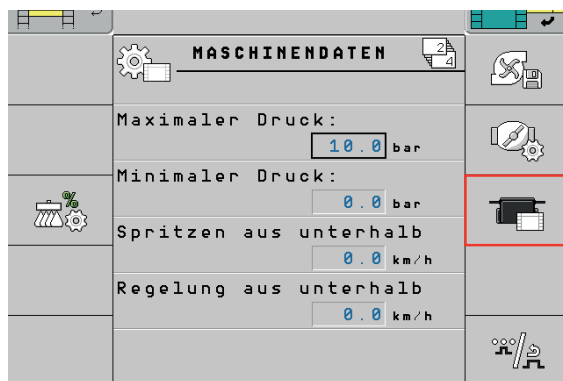 MASCHINENDATEN
2
4
Maximaler Druck:
10.0 bar
%
Minimaler Druck:
0.0 bar
Spritzen aus unterhalb
0.0 km/h
Regelung aus unterhalb
0.0 km/h